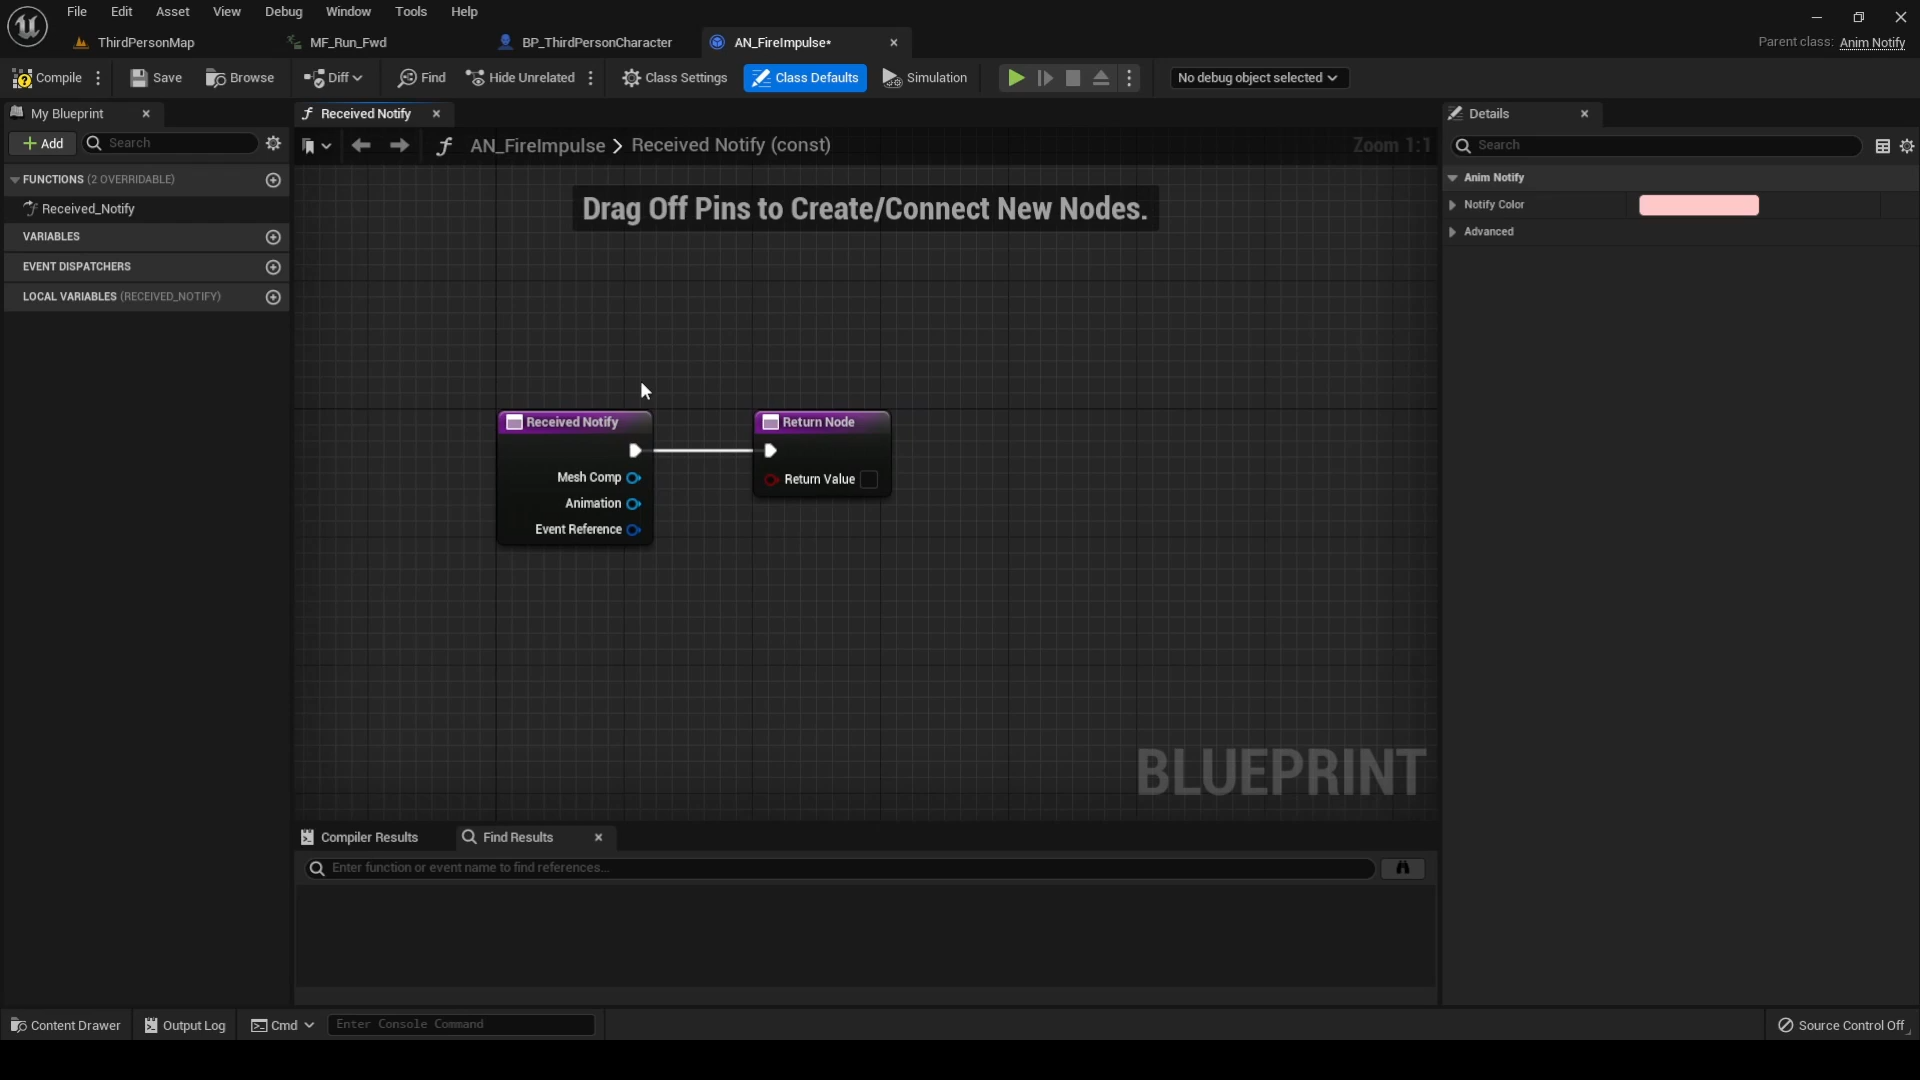 File Edit Asset View Debug Window Tools Help
ThirdPersonMap MF_Run_Fwd BP_ThirdPersonCharacter AN_FireImpulse* Parent class: Anim Notify
Compile Save Browse Diff Find Hide Unrelated Class Settings Class Defaults Simulation No debug object selected
My Blueprint Received Notify Details
Add Search AN_FireImpulse > Received Notify (const) Zoom 1:1 Search
FUNCTIONS (2 OVERRIDABLE)
Received_Notify
VARIABLES
EVENT DISPATCHERS
LOCAL VARIABLES (RECEIVED_NOTIFY)
Drag Off Pins to Create/Connect New Nodes.
Received Notify
Mesh Comp
Animation
Event Reference
Return Node
Return Value
BLUEPRINT
Anim Notify
Notify Color
Advanced
Compiler Results Find Results
Enter function or event name to find references...
Content Drawer Output Log Cmd Enter Console Command Source Control Off